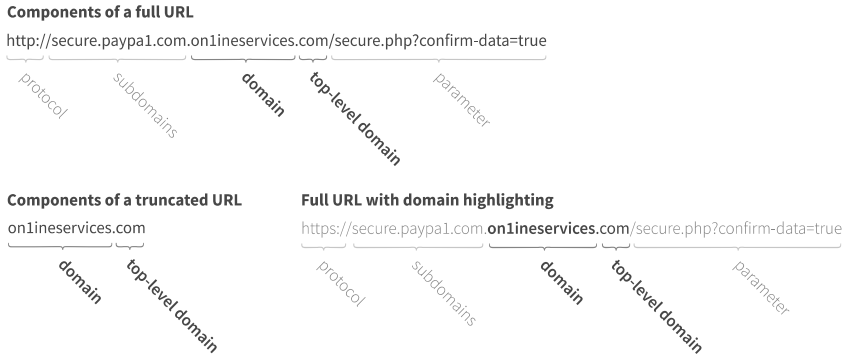 Components of a full URL
http://secure.paypa1.com.on1ineservices.com/secure.php?confirm-data=true
protocol
subdomains
domain
top-level domain
parameter
Components of a truncated URL
on1ineservices.com
domain
top-level domain
Full URL with domain highlighting
https://secure.paypa1.com.on1ineservices.com/secure.php?confirm-data=true
protocol
subdomains
domain
top-level domain
parameter